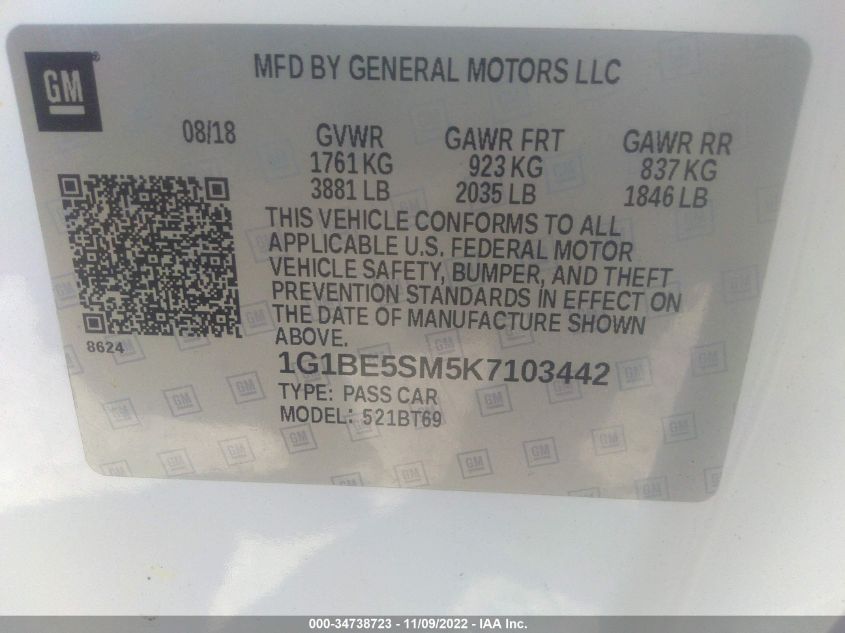 GM
MFD BY GENERAL MOTORS LLC
08/18 GVWR GAWR FRT GAWR RR
1761 KG 923 KG 837 KG
3881 LB 2035 LB 1846 LB
THIS VEHICLE CONFORMS TO ALL
APPLICABLE U.S. FEDERAL MOTOR
VEHICLE SAFETY, BUMPER, AND THEFT
PREVENTION STANDARDS IN EFFECT ON
THE DATE OF MANUFACTURE SHOWN
ABOVE.
8624
1G1BE5SM5K7103442
TYPE: PASS CAR
MODEL: 521BT69
000-34738723 - 11/09/2022 - IAA Inc.